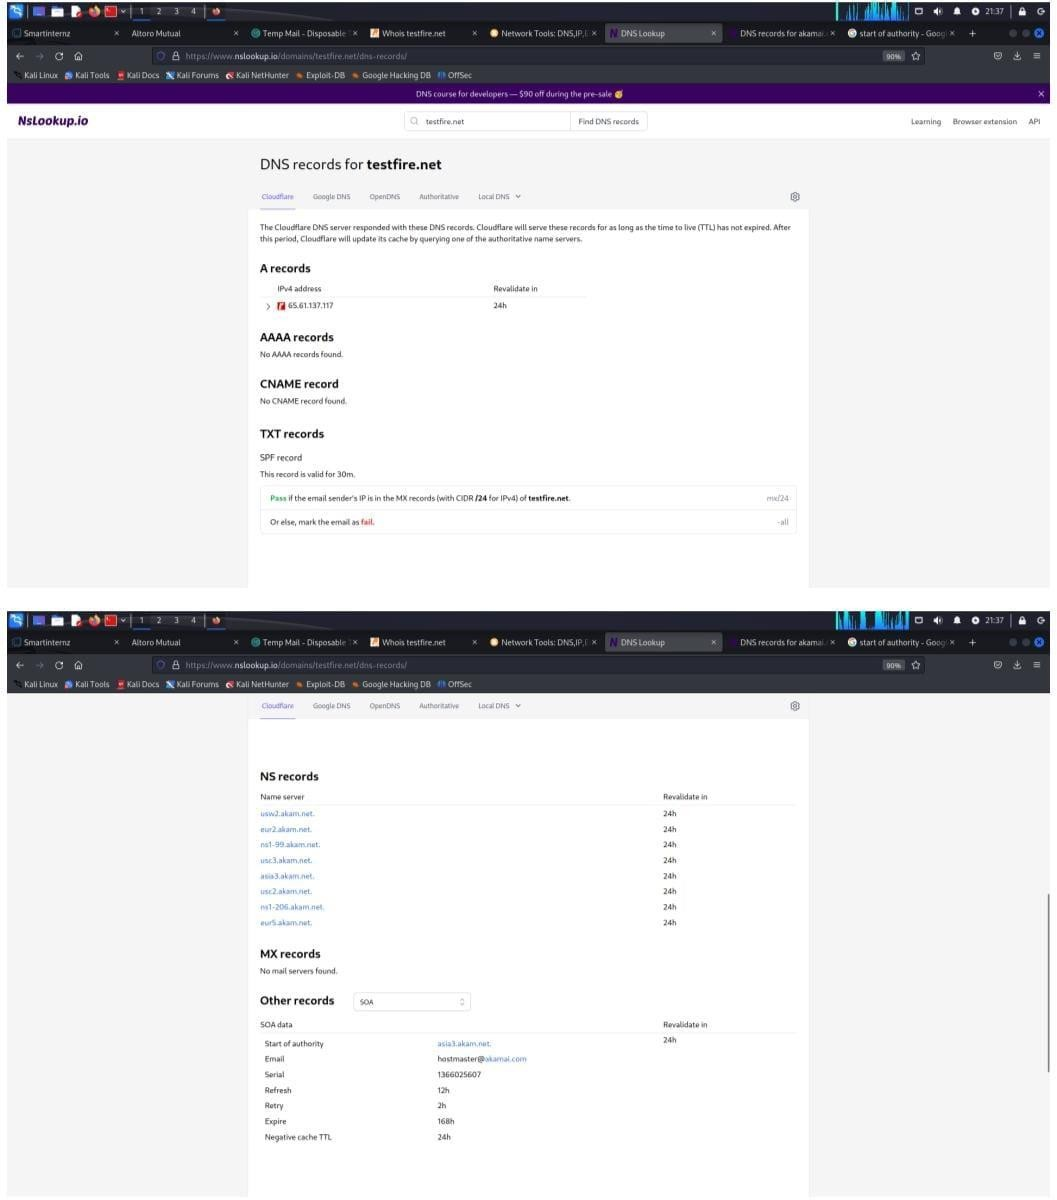 1 2 3 4 21:37
Smartinternz × Altoro Mutual × Temp Mail - Disposable × Whois testfire.net × Network Tools: DNS,IP, × DNS Lookup × DNS records for akamai. × start of authority - Goog × +
https://www.nslookup.io/domains/testfire.net/dns-records/ 90%
Kali Linux Kali Tools Kali Docs Kali Forums Kali NetHunter Exploit-DB Google Hacking DB OffSec
DNS course for developers — $90 off during the pre-sale 🥳 ×
NsLookup.io testfire.net Find DNS records Learning Browser extension API
DNS records for testfire.net
Cloudflare Google DNS OpenDNS Authoritative Local DNS
The Cloudflare DNS server responded with these DNS records. Cloudflare will serve these records for as long as the time to live (TTL) has not expired. After
this period, Cloudflare will update its cache by querying one of the authoritative name servers.
A records
IPv4 address Revalidate in
65.61.137.117 24h
AAAA records
No AAAA records found.
CNAME record
No CNAME record found.
TXT records
SPF record
This record is valid for 30m.
Pass if the email sender's IP is in the MX records (with CIDR /24 for IPv4) of testfire.net. mx/24
Or else, mark the email as fail. -all
1 2 3 4 21:37
Smartinternz × Altoro Mutual × Temp Mail - Disposable × Whois testfire.net × Network Tools: DNS,IP, × DNS Lookup × DNS records for akamai. × start of authority - Goog × +
https://www.nslookup.io/domains/testfire.net/dns-records/ 90%
Kali Linux Kali Tools Kali Docs Kali Forums Kali NetHunter Exploit-DB Google Hacking DB OffSec
Cloudflare Google DNS OpenDNS Authoritative Local DNS
NS records
Name server Revalidate in
usw2.akam.net. 24h
eur2.akam.net. 24h
ns1-99.akam.net. 24h
usc3.akam.net. 24h
asia3.akam.net. 24h
usc2.akam.net. 24h
ns1-206.akam.net. 24h
eur5.akam.net. 24h
MX records
No mail servers found.
Other records SOA
SOA data Revalidate in
Start of authority asia3.akam.net. 24h
Email hostmaster@akamai.com
Serial 1366025607
Refresh 12h
Retry 2h
Expire 168h
Negative cache TTL 24h